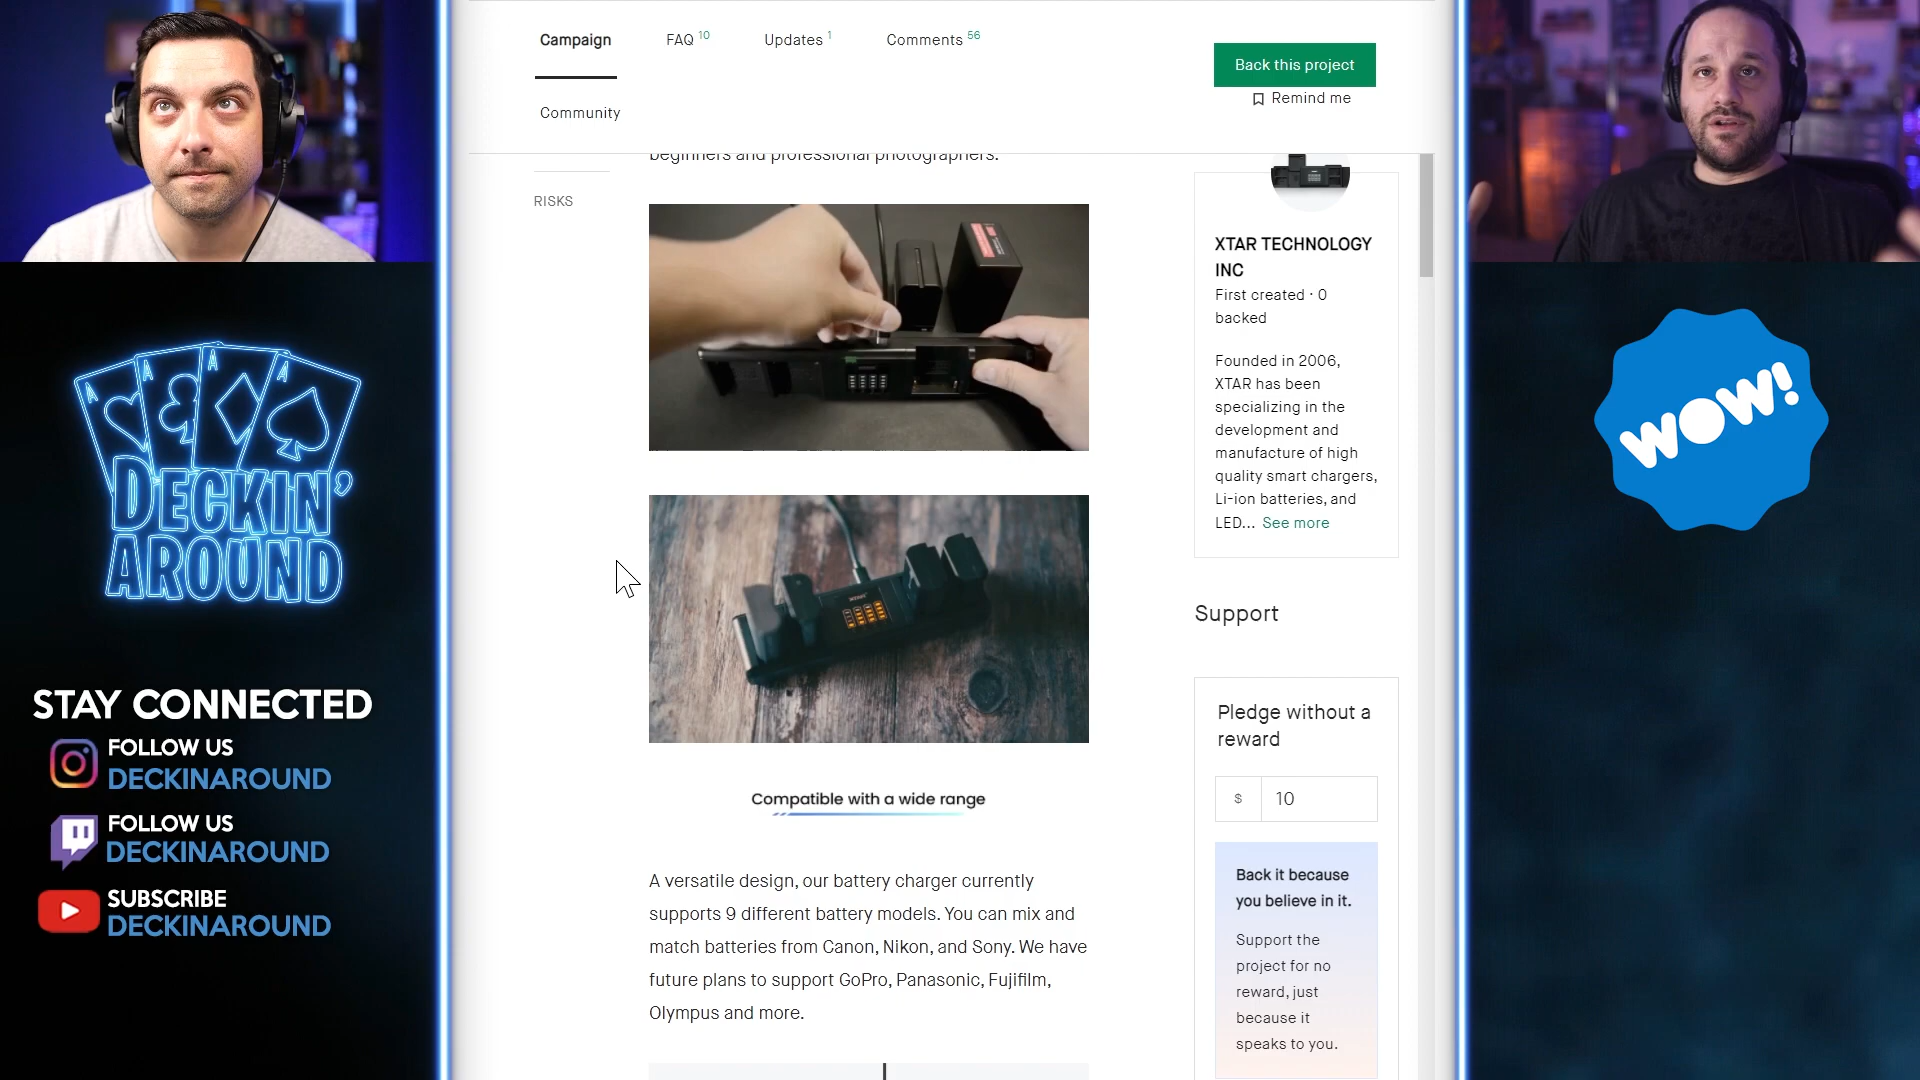 Campaign
FAQ 10
Updates 1
Comments 56
Back this project
Remind me
Community
beginners and professional photographers.
RISKS
XTAR TECHNOLOGY
INC
First created · 0
backed
Founded in 2006,
XTAR has been
specializing in the
development and
manufacture of high
quality smart chargers,
Li-ion batteries, and
LED... See more
Support
Pledge without a
reward
$ 10
Back it because
you believe in it.
Support the
project for no
reward, just
because it
speaks to you.
Compatible with a wide range
A versatile design, our battery charger currently
supports 9 different battery models. You can mix and
match batteries from Canon, Nikon, and Sony. We have
future plans to support GoPro, Panasonic, Fujifilm,
Olympus and more.
A A A A
DECKIN'
AROUND
STAY CONNECTED
FOLLOW US
DECKINAROUND
FOLLOW US
DECKINAROUND
SUBSCRIBE
DECKINAROUND
WOW!